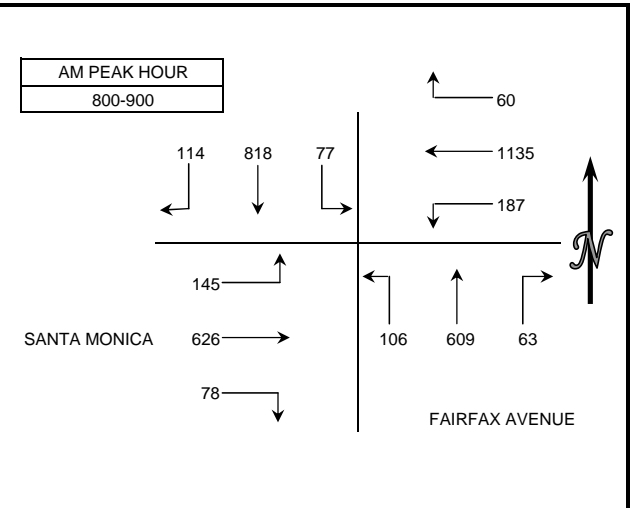 AM PEAK HOUR
800-900
60
114 818 77 1135
187
145
SANTA MONICA 626 106 609 63
78
FAIRFAX AVENUE
N